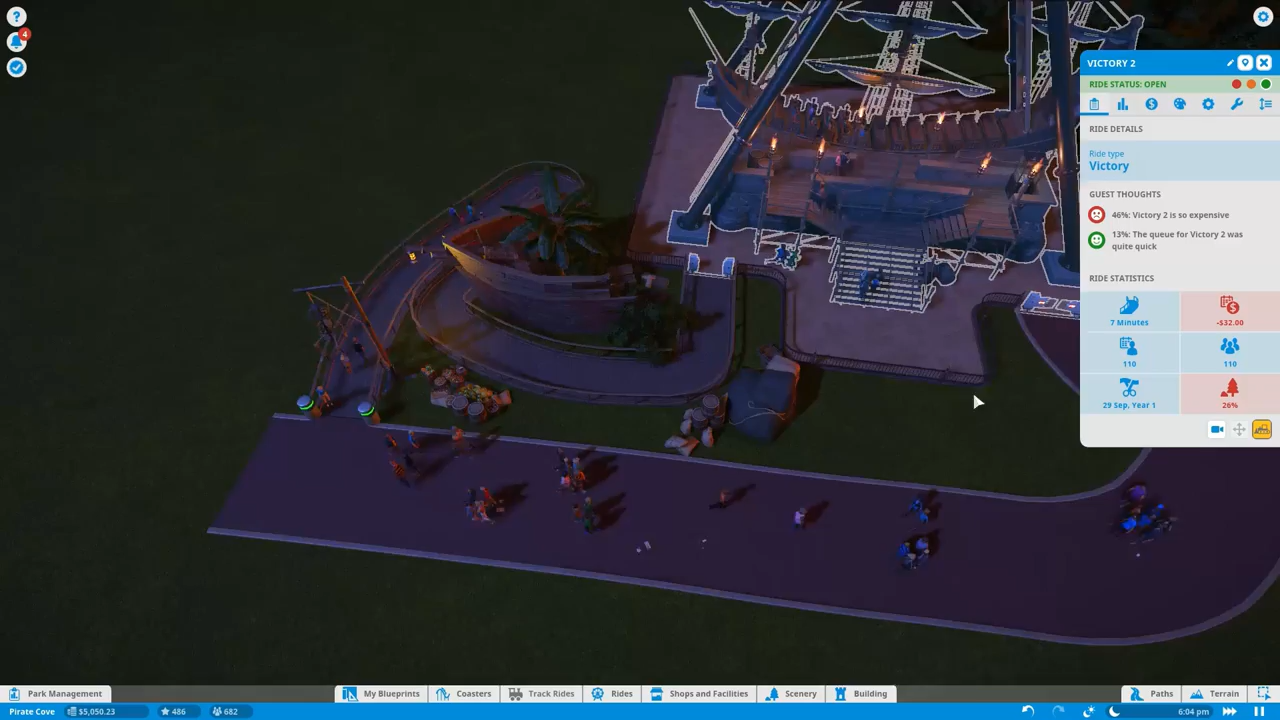 4
VICTORY 2
RIDE STATUS: OPEN
RIDE DETAILS
Ride type
Victory
GUEST THOUGHTS
46%: Victory 2 is so expensive
13%: The queue for Victory 2 was
quite quick
RIDE STATISTICS
7 Minutes
-$32.00
110
110
29 Sep, Year 1
26%
Park Management
My Blueprints
Coasters
Track Rides
Rides
Shops and Facilities
Scenery
Building
Paths
Terrain
Pirate Cove
$5,050.23
486
682
6:04 pm